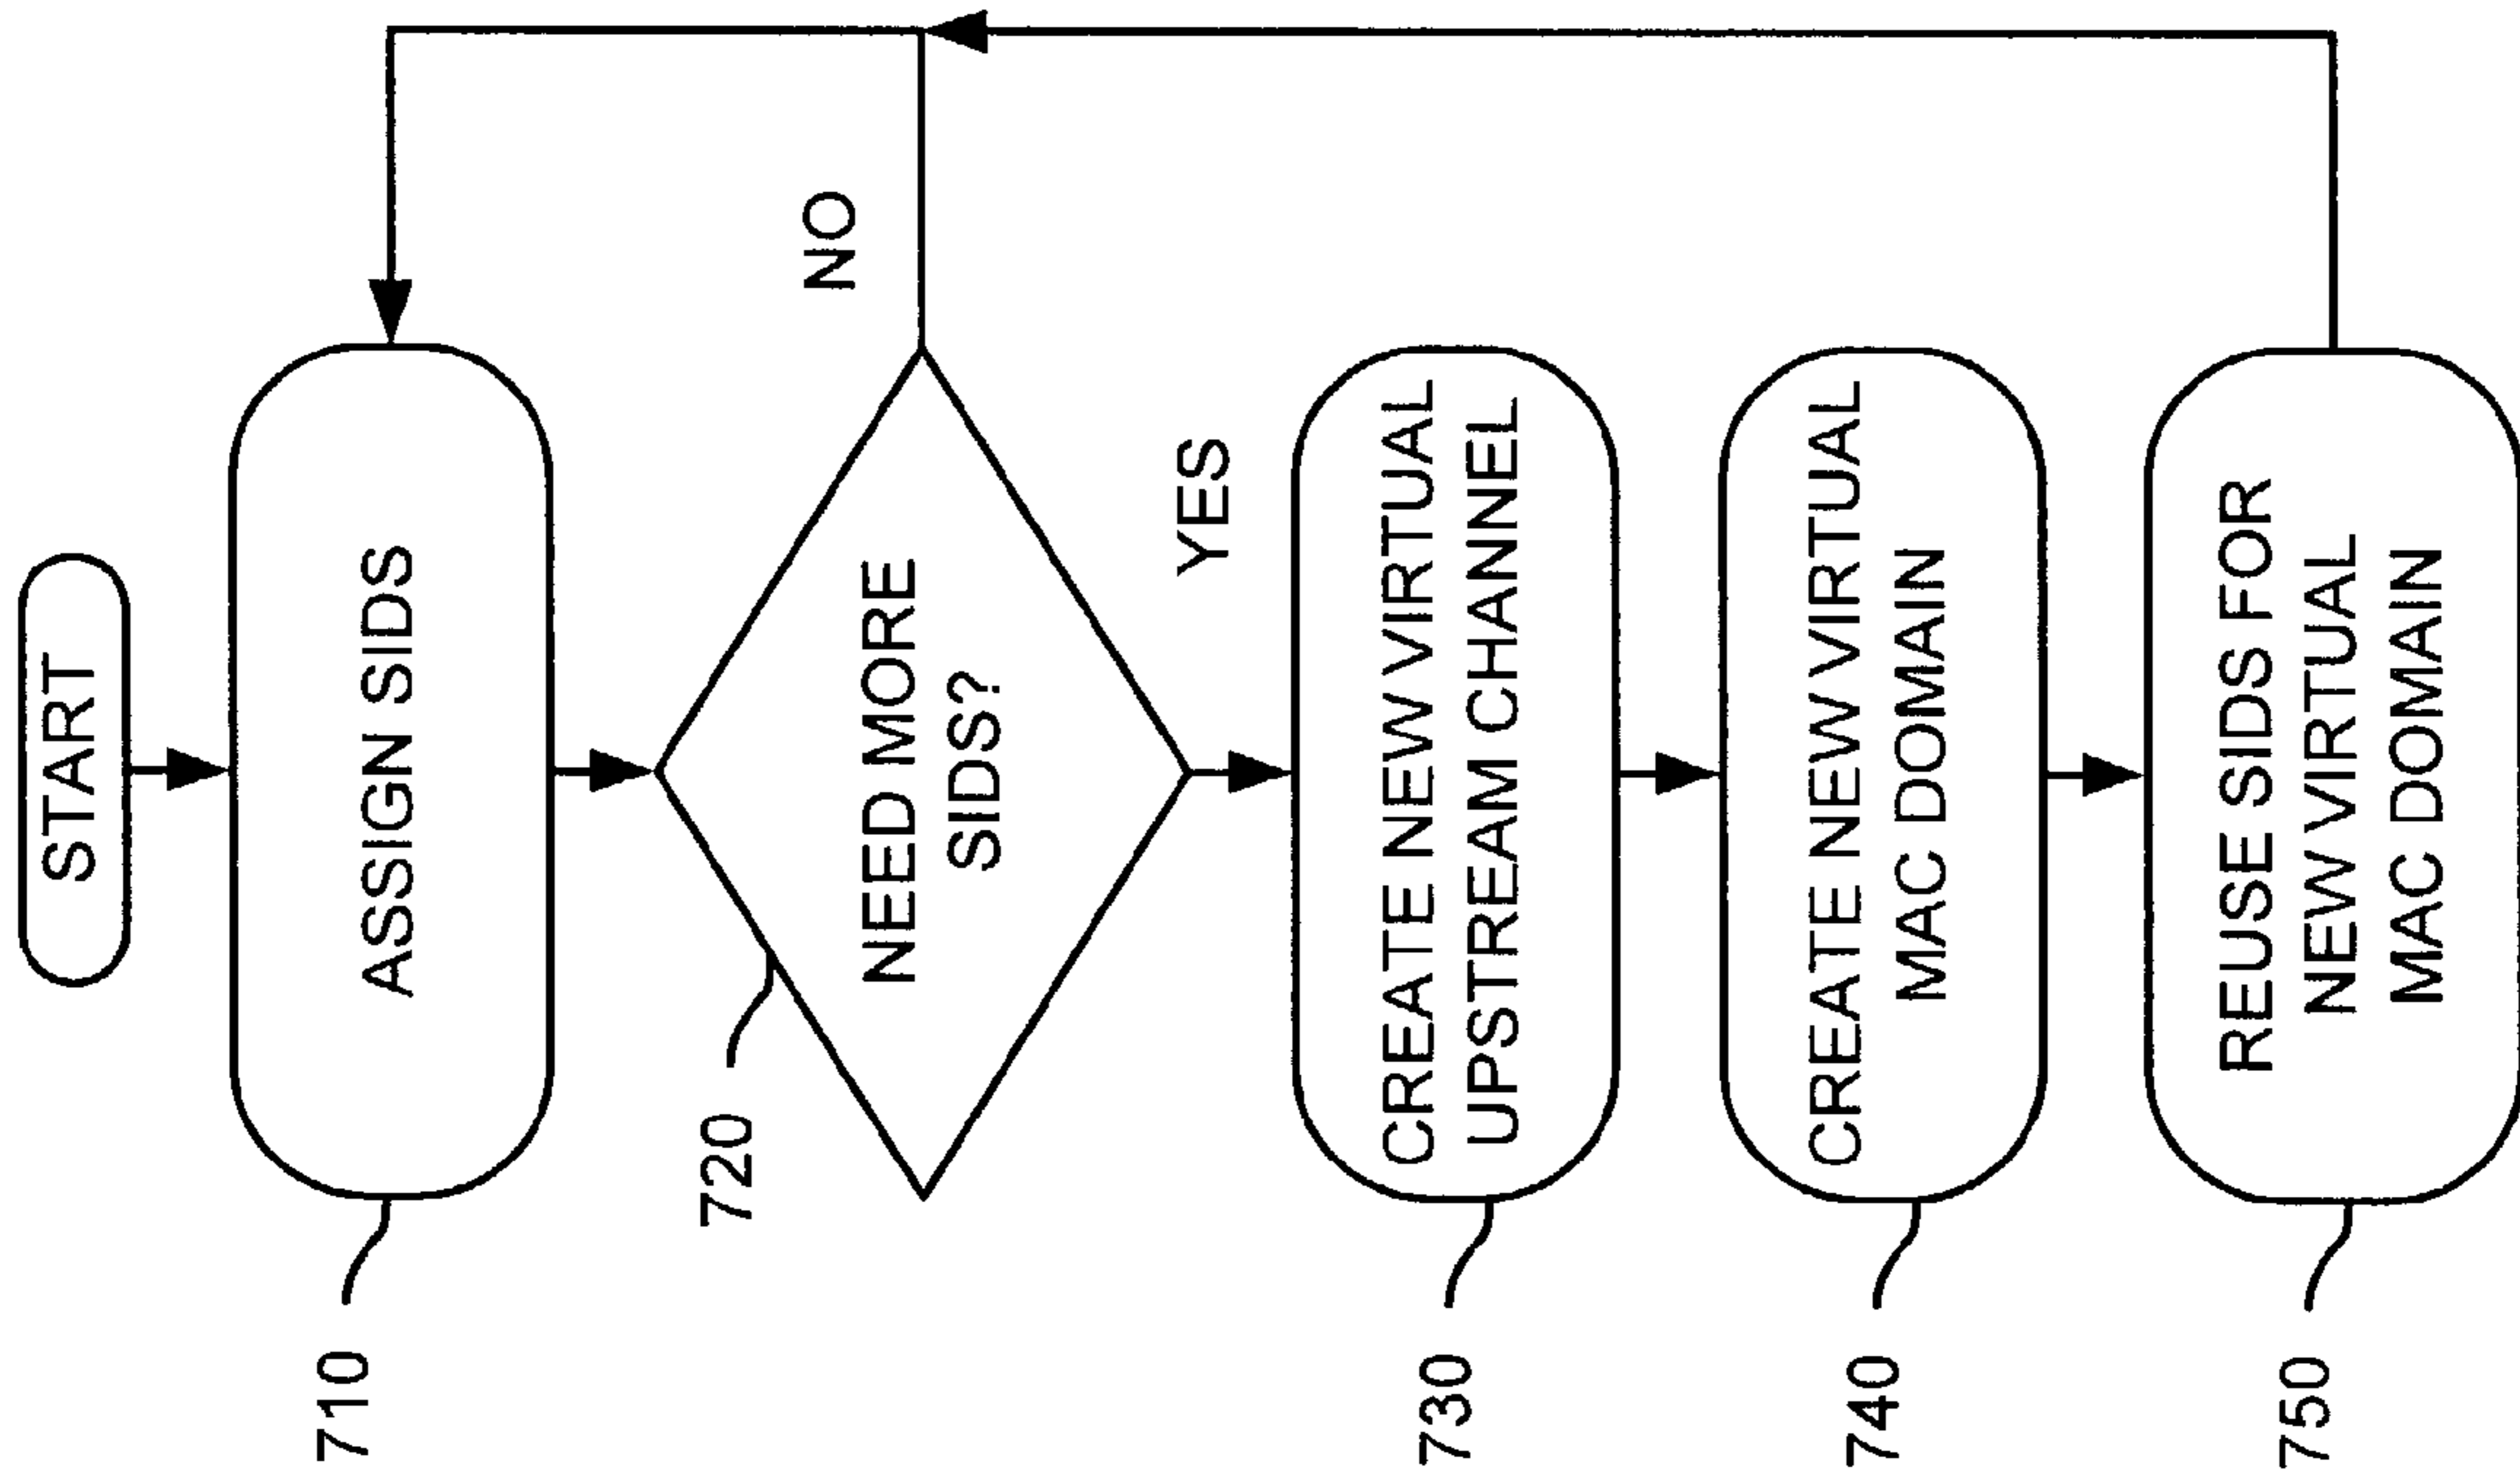 START
710
ASSIGN SIDS
720
NEED MORE
SIDS?
NO
YES
730
CREATE NEW VIRTUAL
UPSTREAM CHANNEL
740
CREATE NEW VIRTUAL
MAC DOMAIN
750
REUSE SIDS FOR
NEW VIRTUAL
MAC DOMAIN